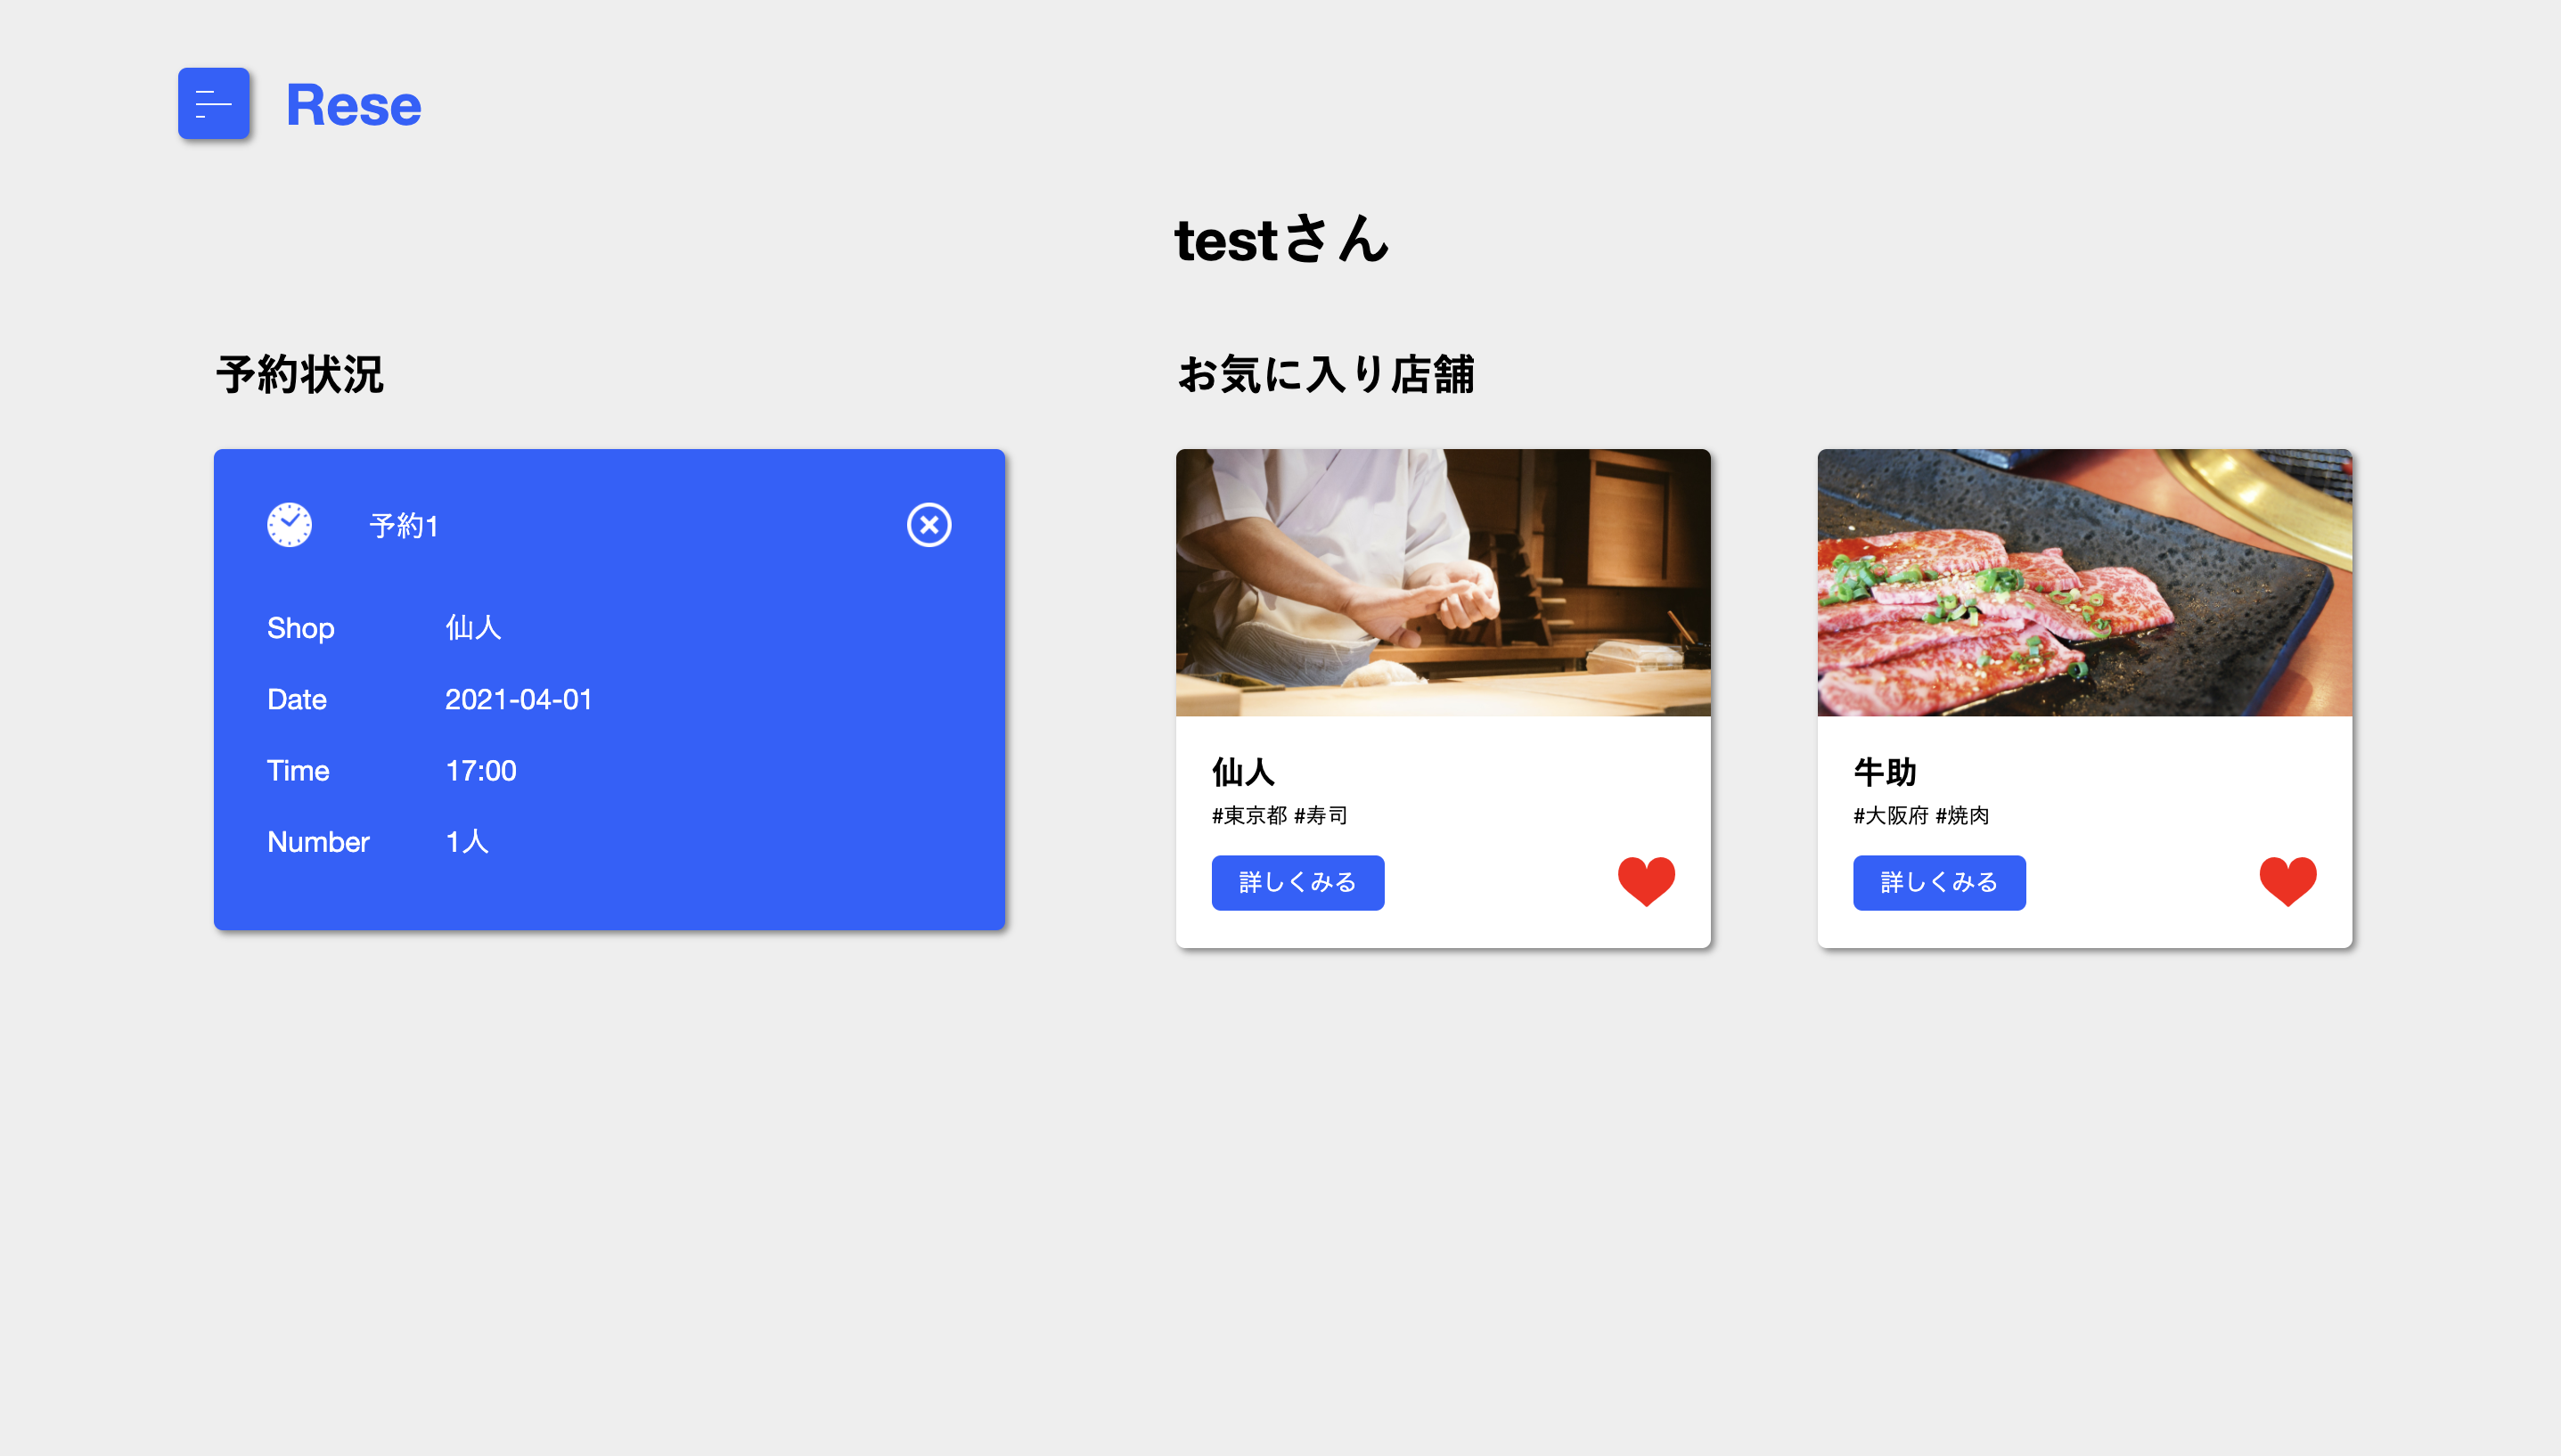 Rese
testさん
予約状況
予約1
Shop 仙人
Date 2021-04-01
Time 17:00
Number 1人
お気に入り店舗
仙人
#東京都 #寿司
詳しくみる
牛助
#大阪府 #焼肉
詳しくみる